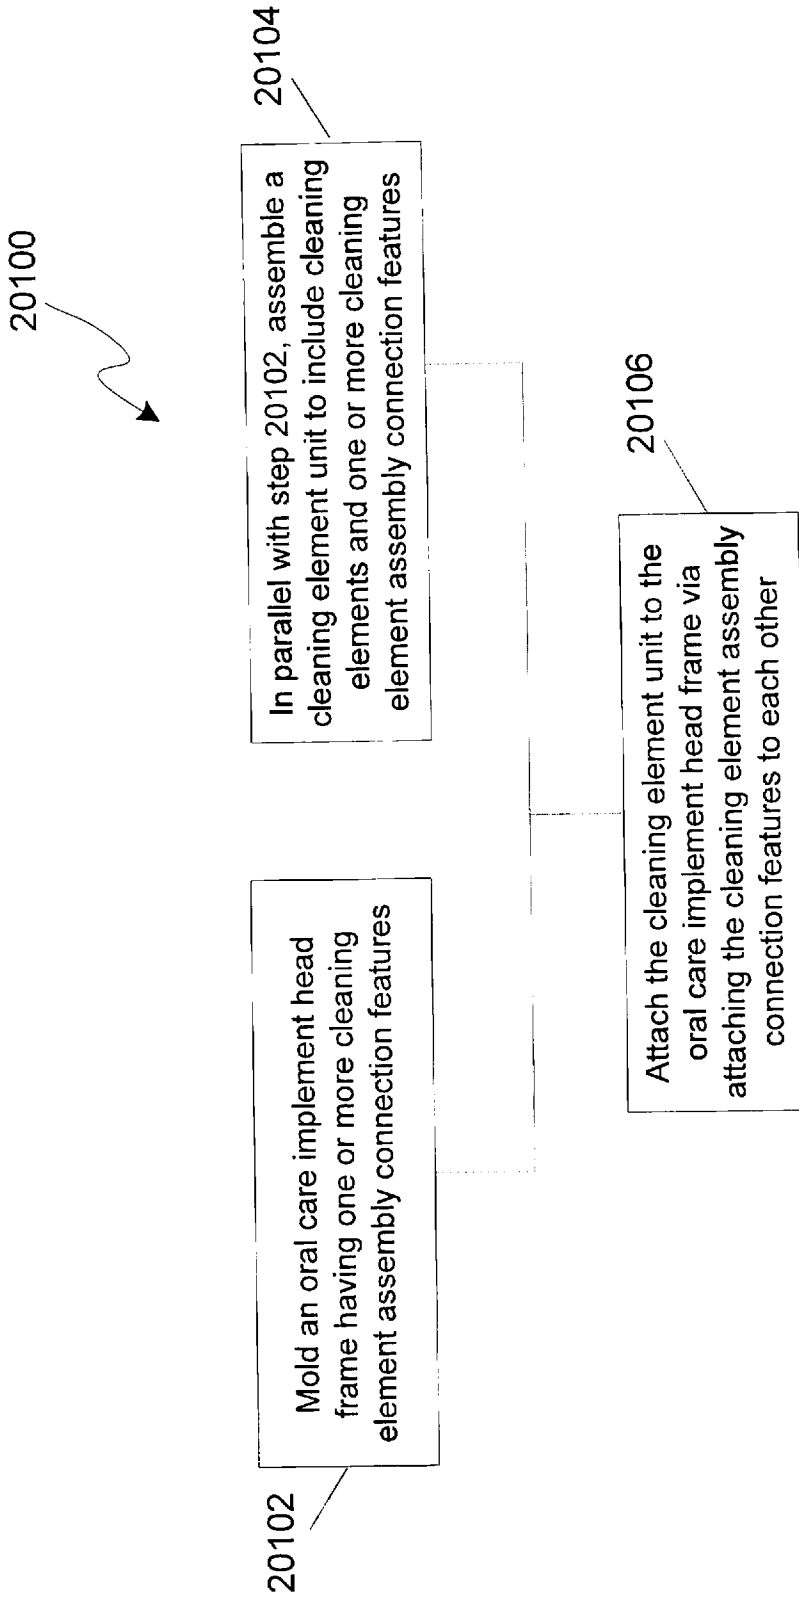 20100
20102
Mold an oral care implement head
frame having one or more cleaning
element assembly connection features
In parallel with step 20102, assemble a
cleaning element unit to include cleaning
elements and one or more cleaning
element assembly connection features
20104
Attach the cleaning element unit to the
oral care implement head frame via
attaching the cleaning element assembly
connection features to each other
20106